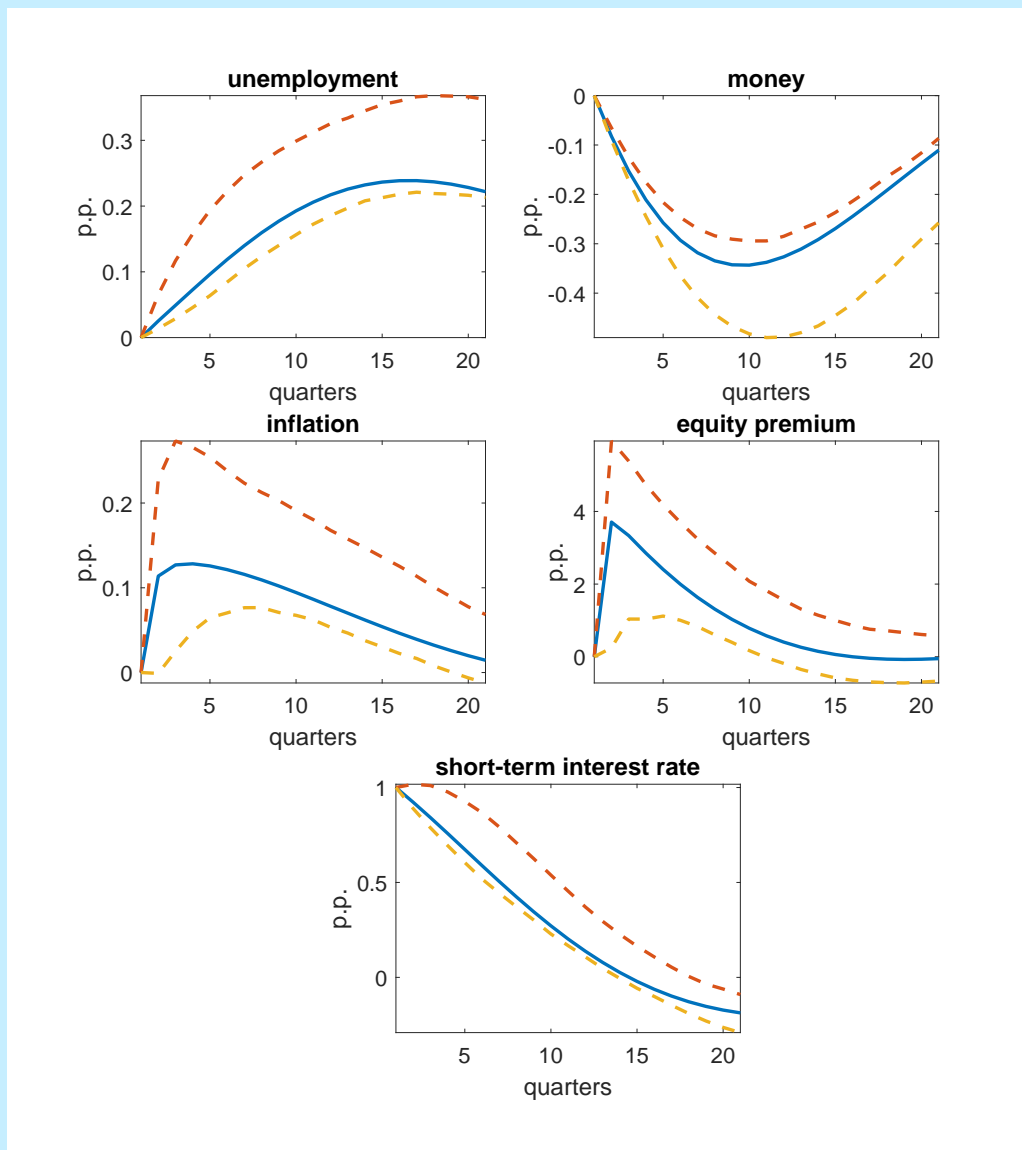 unemployment
p.p.
0.3
0.2
0.1
0
5
10
15
20
quarters
money
p.p.
0
-0.1
-0.2
-0.3
-0.4
5
10
15
20
quarters
inflation
p.p.
0.2
0.1
0
5
10
15
20
quarters
equity premium
p.p.
4
2
0
5
10
15
20
quarters
short-term interest rate
p.p.
1
0.5
0
5
10
15
20
quarters